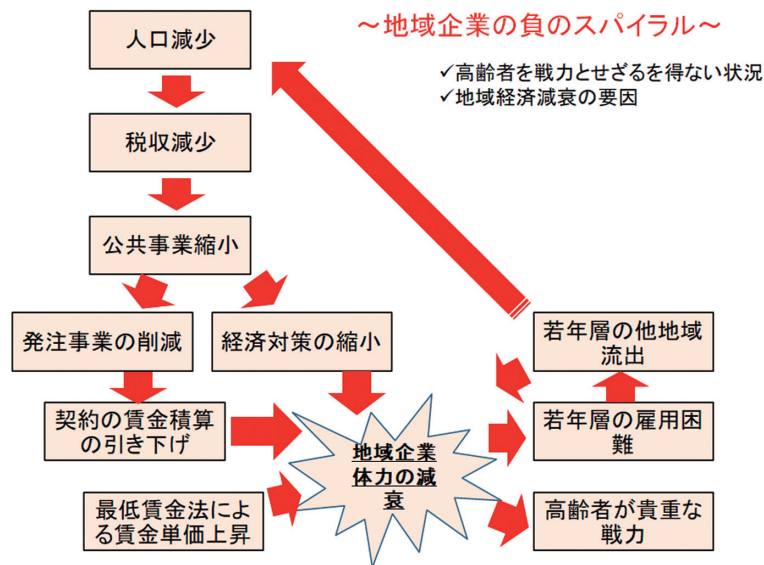 ～地域企業の負のスパイラル～
✓高齢者を戦力とせざるを得ない状況
✓地域経済減衰の要因
人口減少
税収減少
公共事業縮小
発注事業の削減
経済対策の縮小
契約の賃金積算
の引き下げ
最低賃金法によ
る賃金単価上昇
地域企業
体力の減
衰
若年層の他地域
流出
若年層の雇用困
難
高齢者が貴重な
戦力